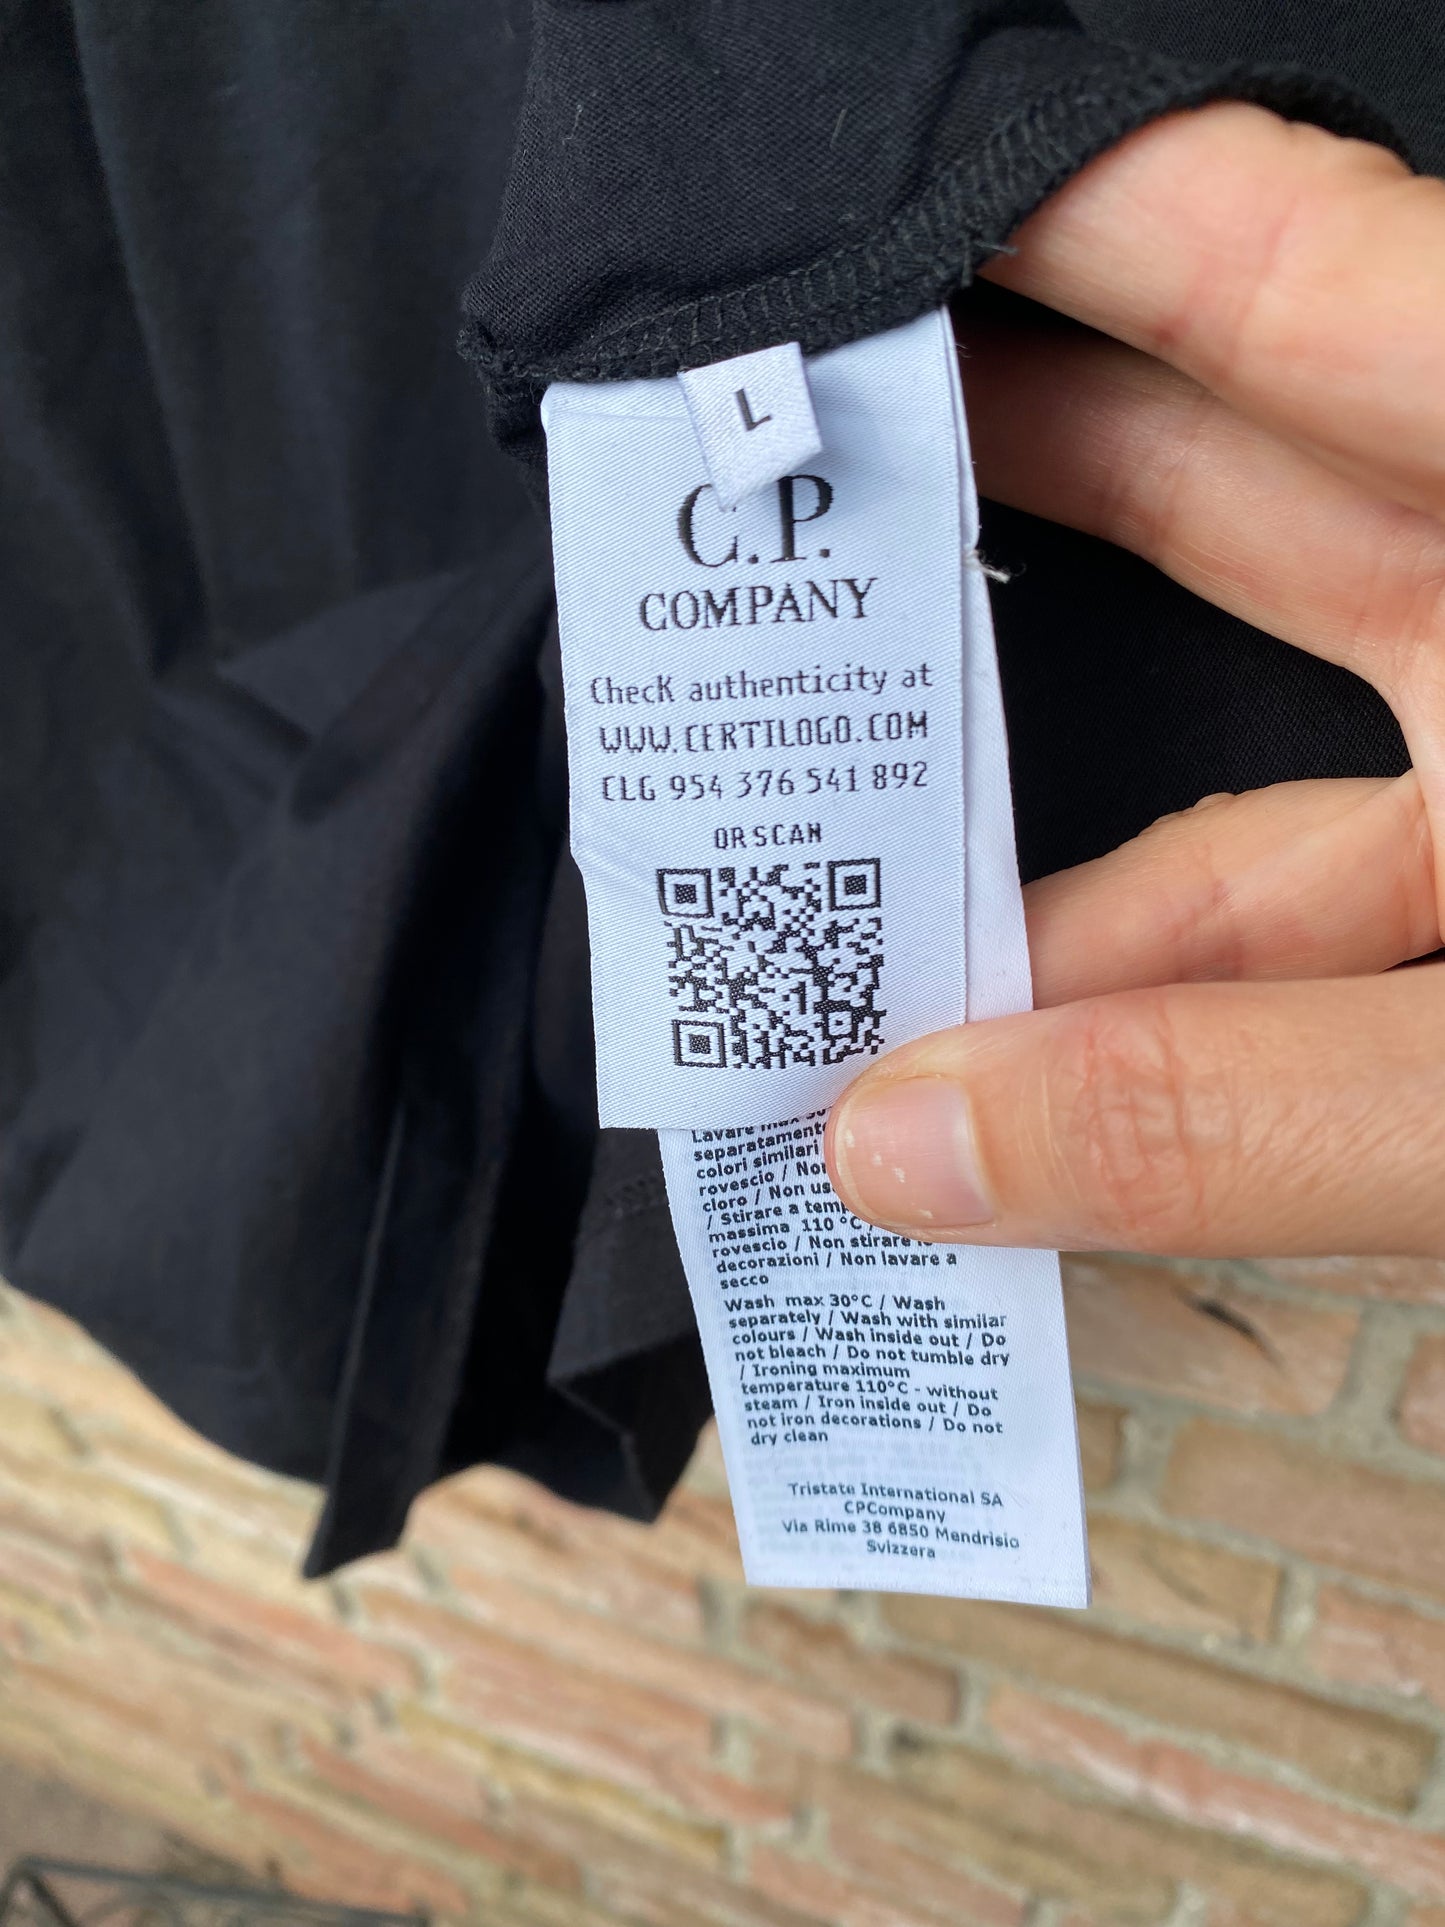 L
C.P.
COMPANY
Check authenticity at
WWW.CERTILOGO.COM
CLG 954 376 541 892
OR SCAN
Lavare max 30
separatamente
colori similari
rovescio / Non
cloro / Non us
/ Stirare a temp
massima 110°C /
rovescio / Non stirare le
decorazioni / Non lavare a
secco
Wash max 30°C / Wash
separately / Wash with similar
colours / Wash inside out / Do
not bleach / Do not tumble dry
/ Ironing maximum
temperature 110°C - without
steam / Iron inside out / Do
not iron decorations / Do not
dry clean
Tristate International SA
CPCompany
Via Rime 38 6850 Mendrisio
Svizzera